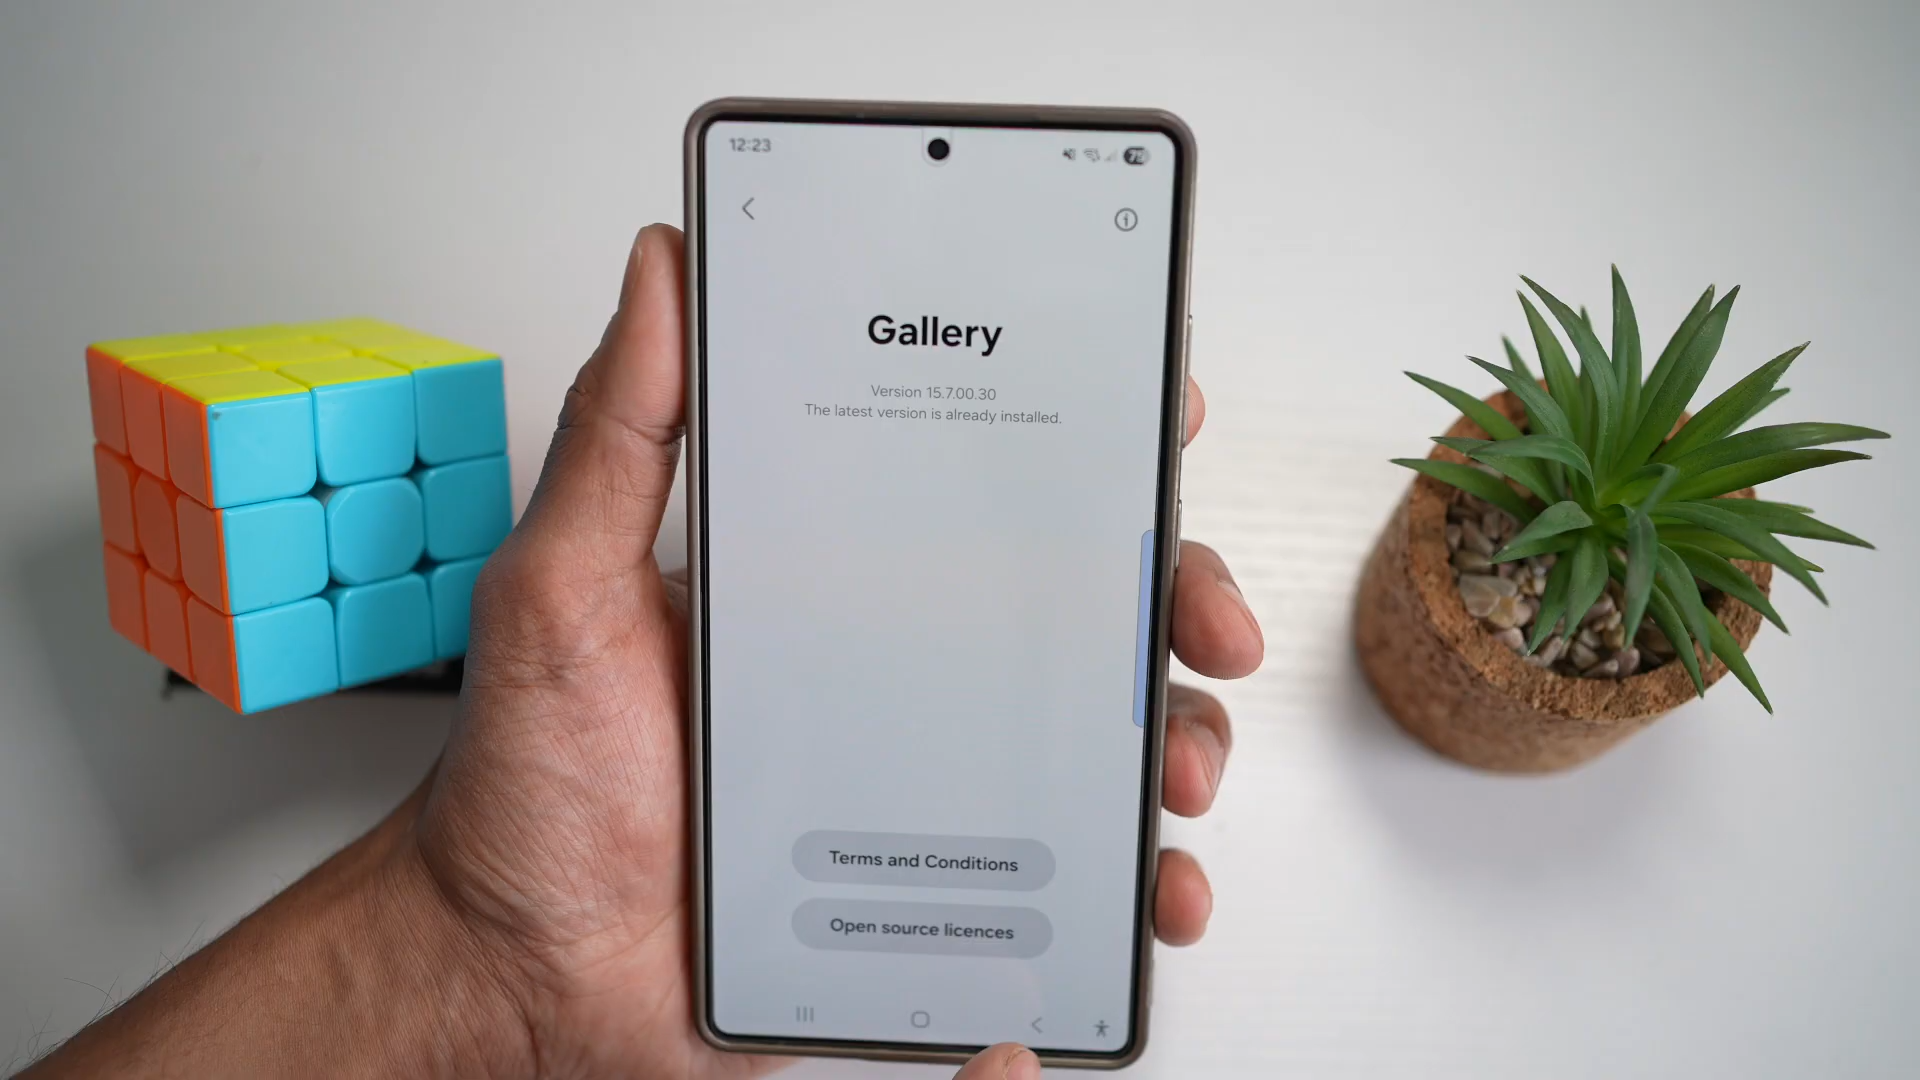 12:23
Gallery
Version 15.7.00.30
The latest version is already installed.
Terms and Conditions
Open source licences